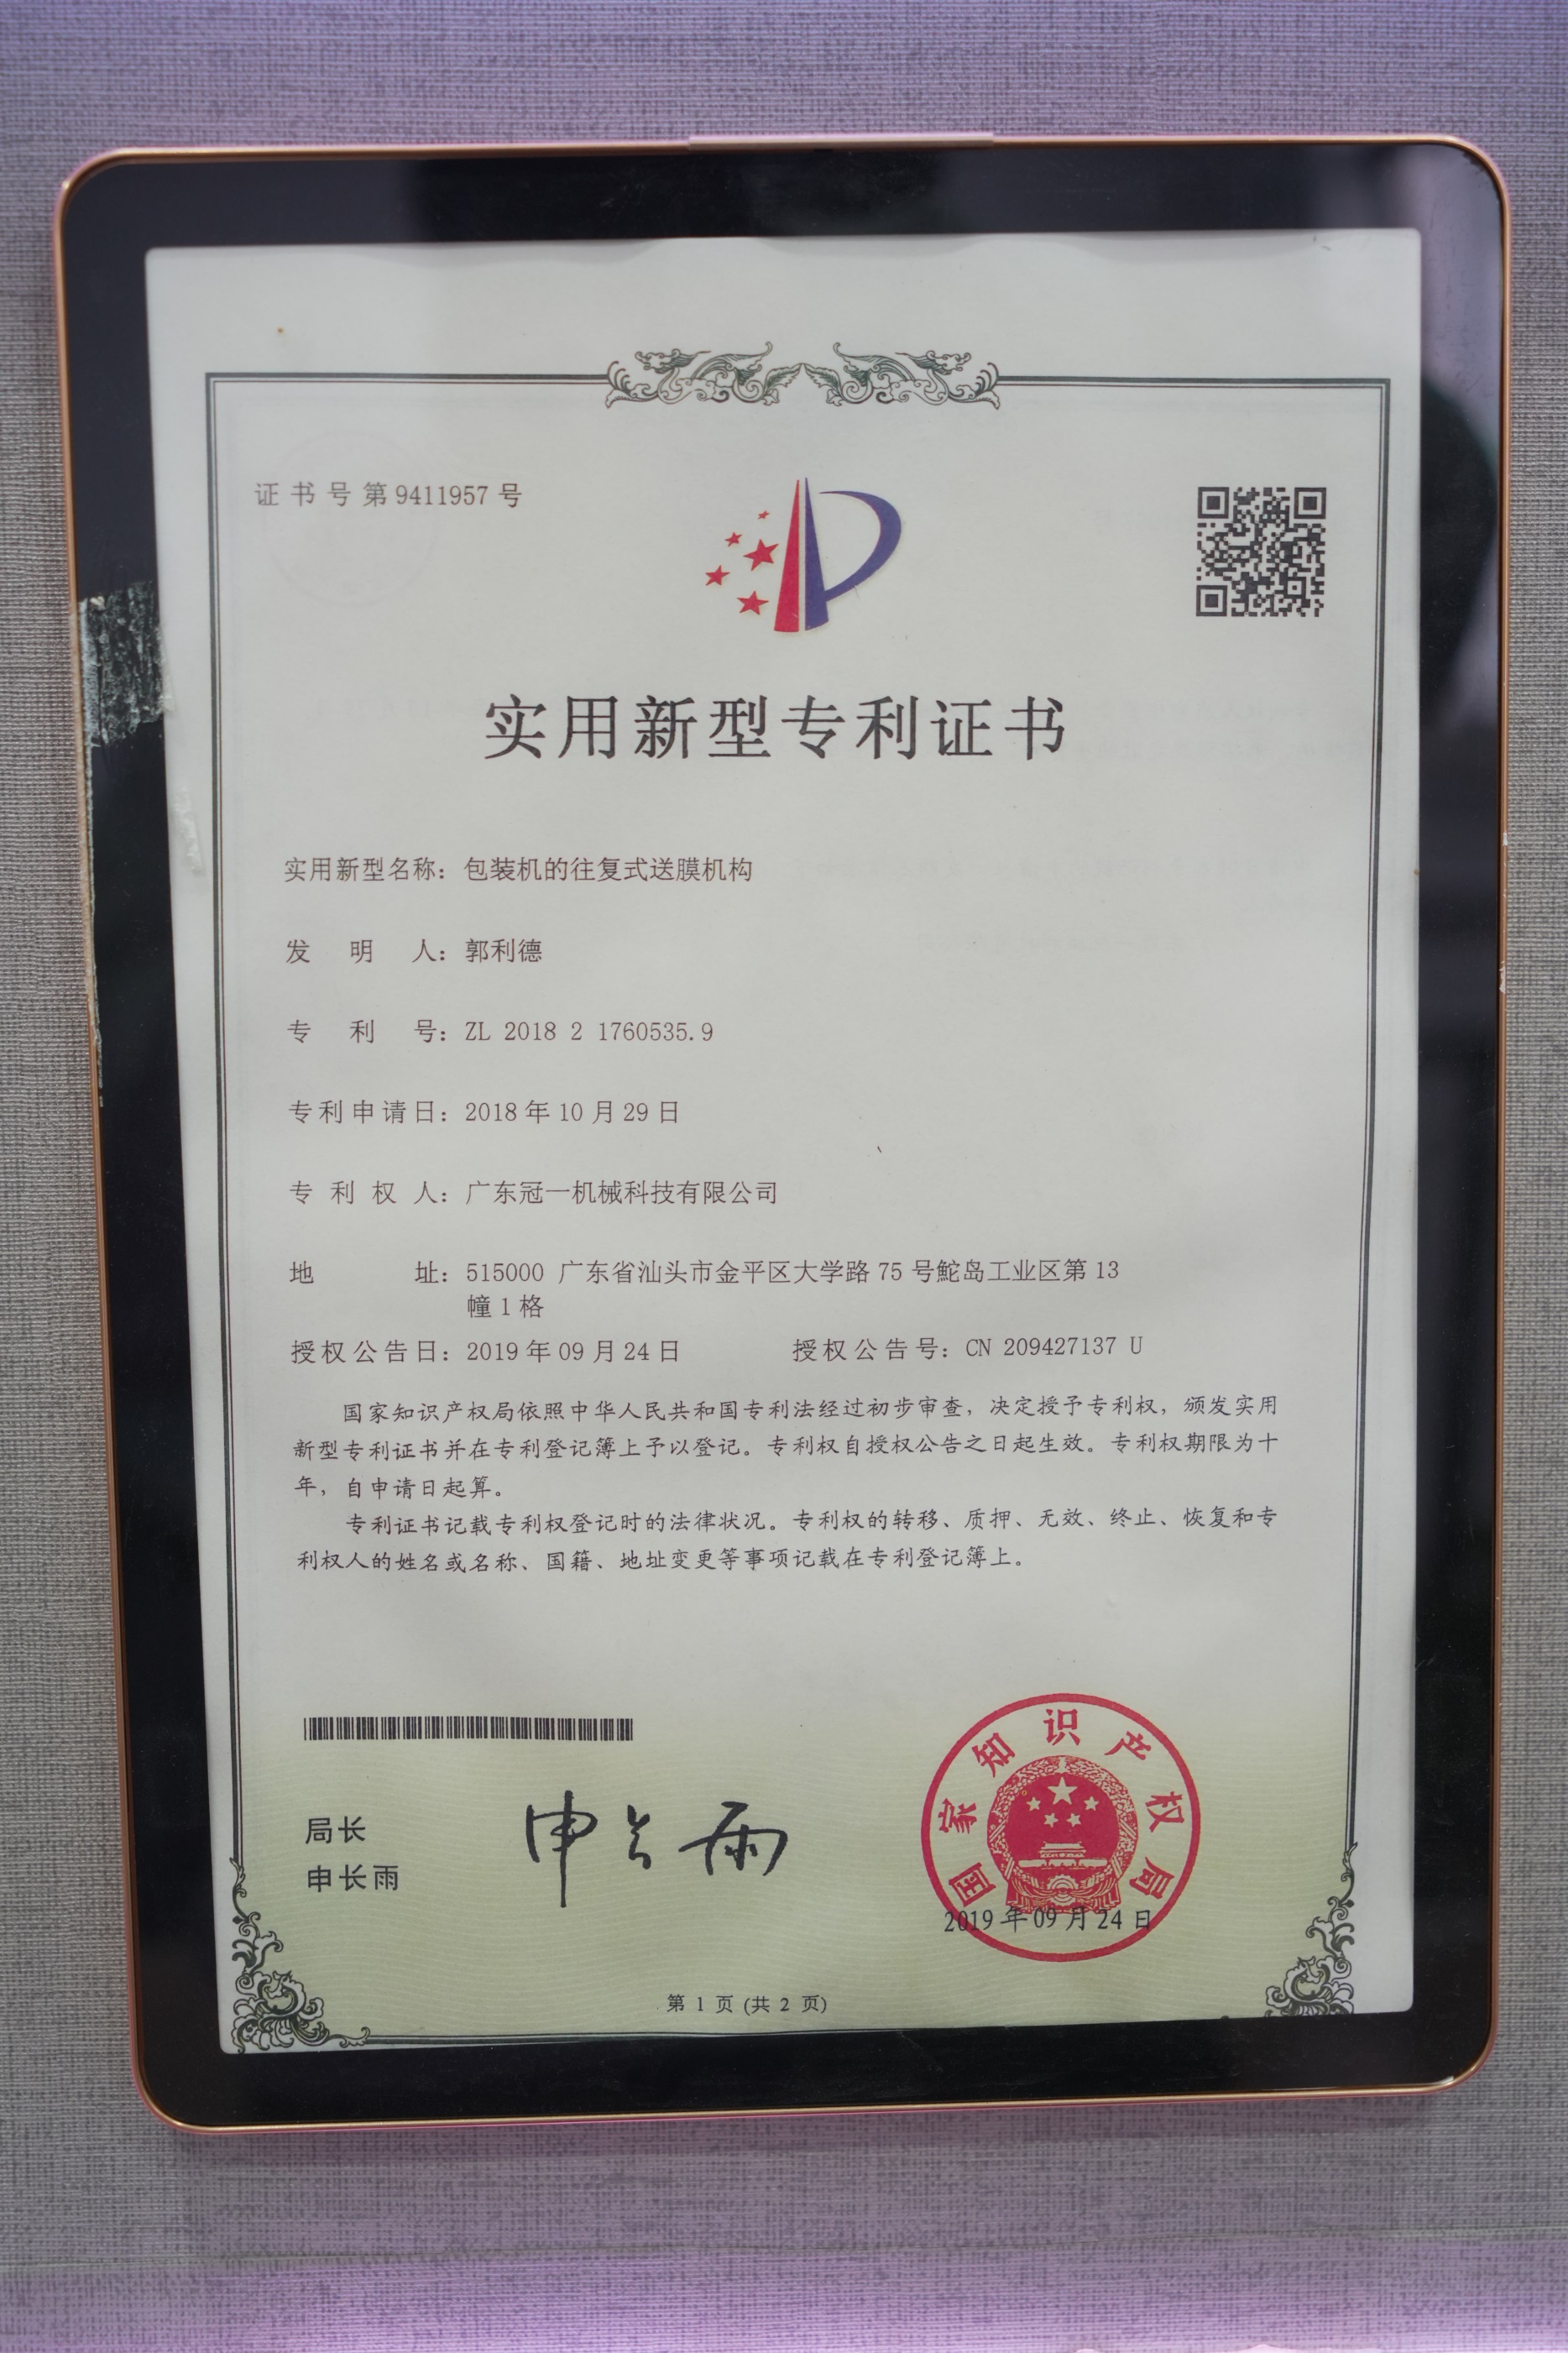 证书号第9411957号
实用新型专利证书
实用新型名称：包装机的往复式送膜机构
发明人：郭利德
专利号：ZL 2018 2 1760535.9
专利申请日：2018年10月29日
专利权人：广东冠一机械科技有限公司
地址：515000 广东省汕头市金平区大学路75号鮀岛工业区第13
幢1格
授权公告日：2019年09月24日 授权公告号：CN 209427137 U
国家知识产权局依照中华人民共和国专利法经过初步审查，决定授予专利权，颁发实用
新型专利证书并在专利登记簿上予以登记。专利权自授权公告之日起生效。专利权期限为十
年，自申请日起算。
专利证书记载专利权登记时的法律状况。专利权的转移、质押、无效、终止、恢复和专
利权人的姓名或名称、国籍、地址变更等事项记载在专利登记簿上。
局长
申长雨
申长雨
国家知识产权局
2019年09月24日
第 1 页 (共 2 页)